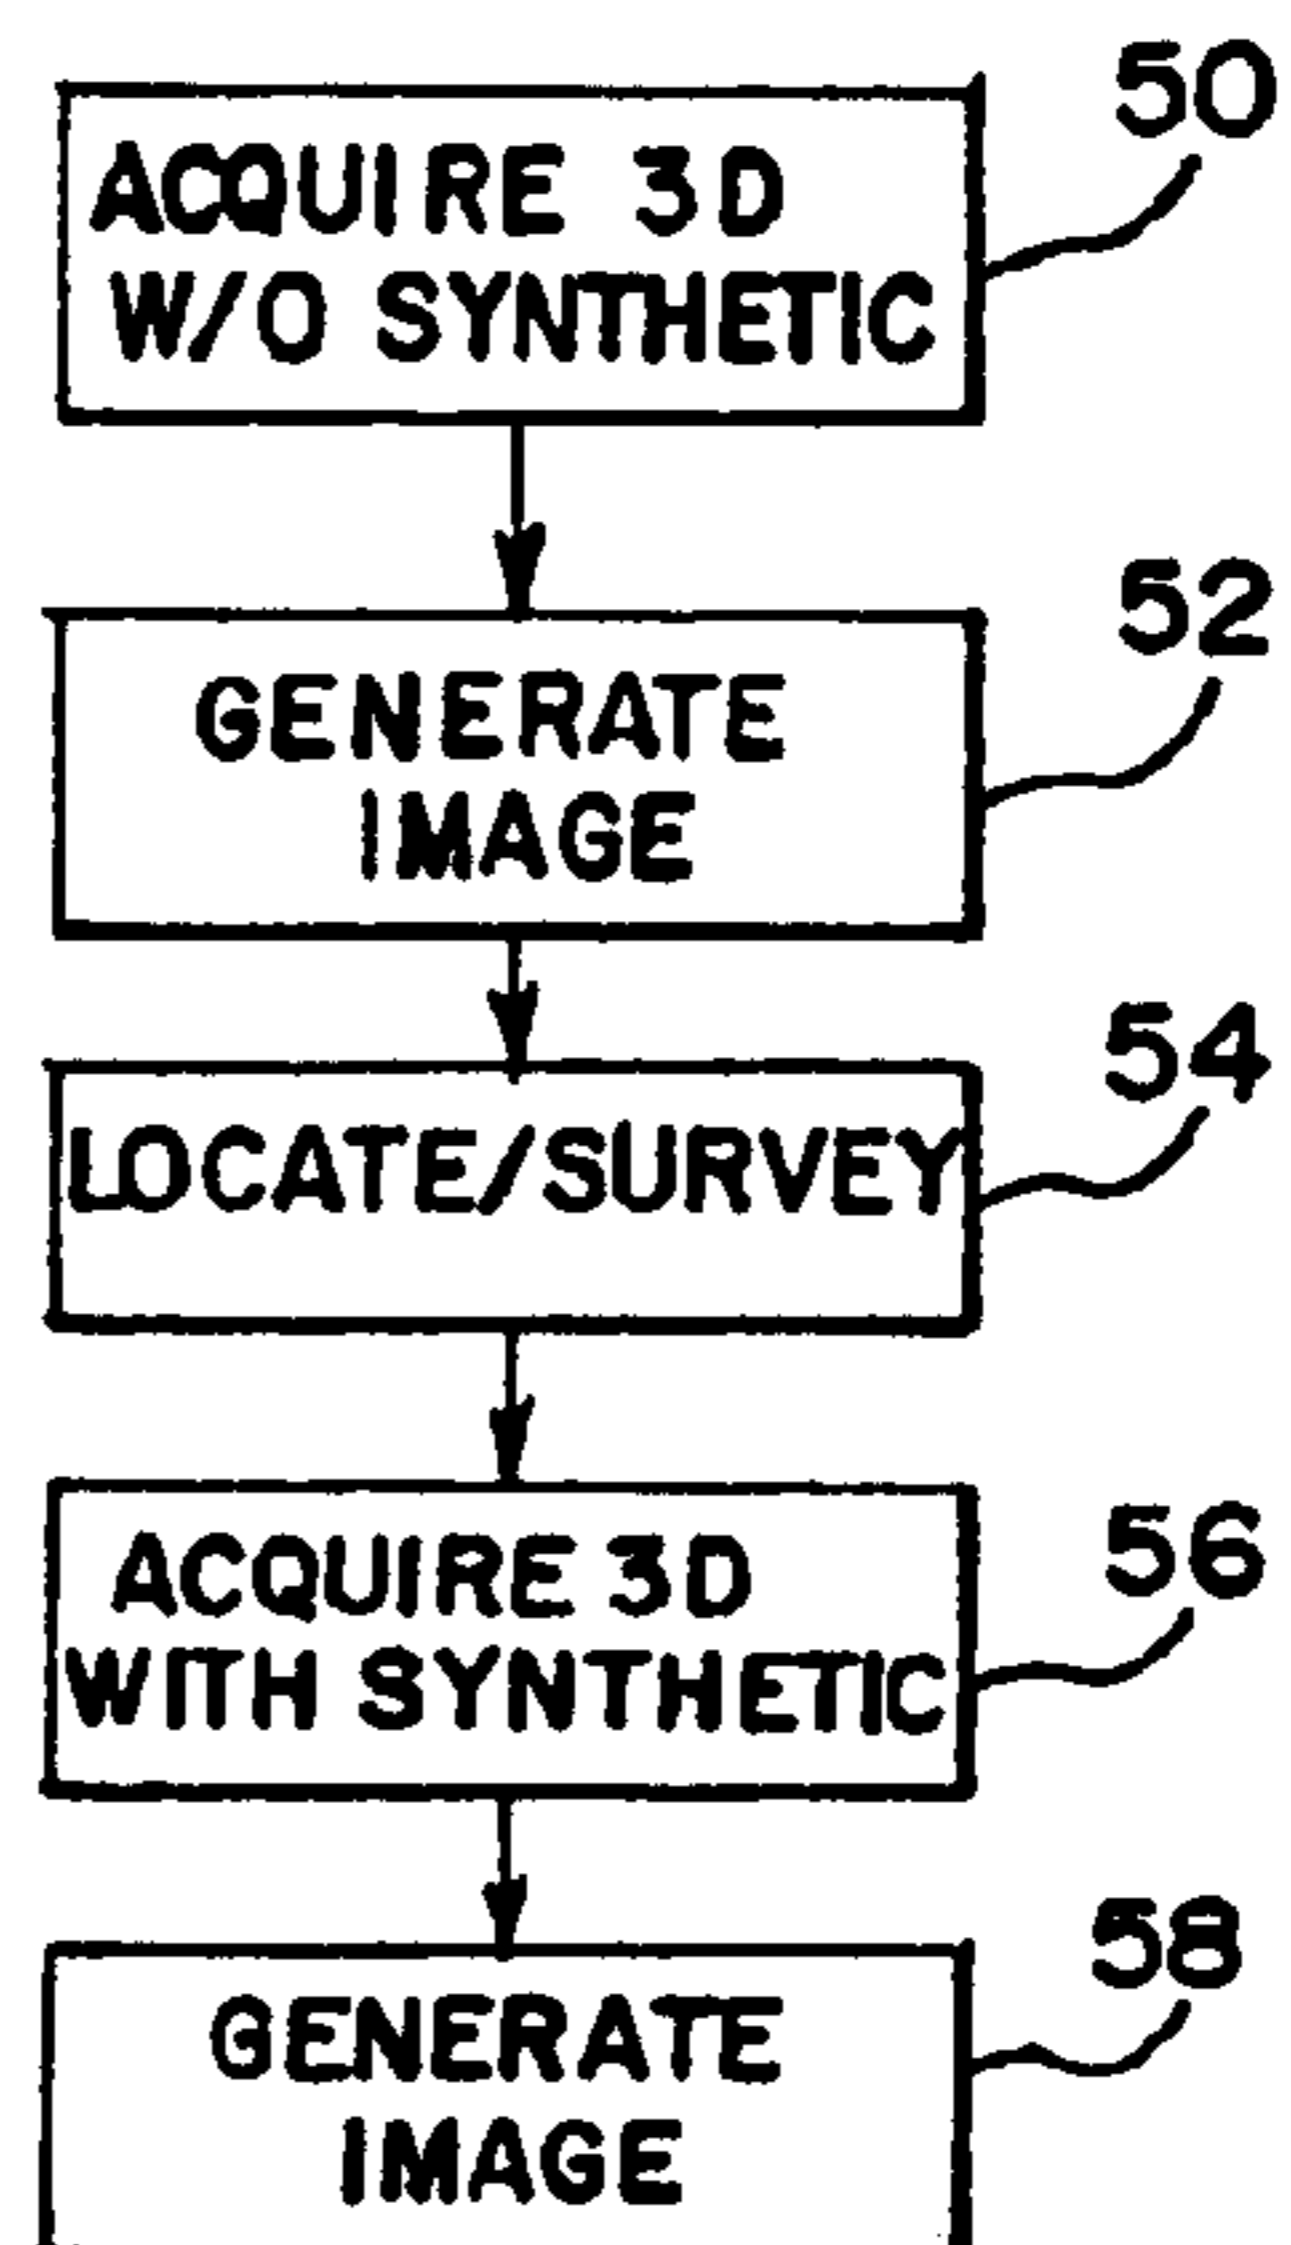 50
ACQUIRE 3D
W/O SYNTHETIC
52
GENERATE
IMAGE
54
LOCATE/SURVEY
56
ACQUIRE 3D
WITH SYNTHETIC
58
GENERATE
IMAGE